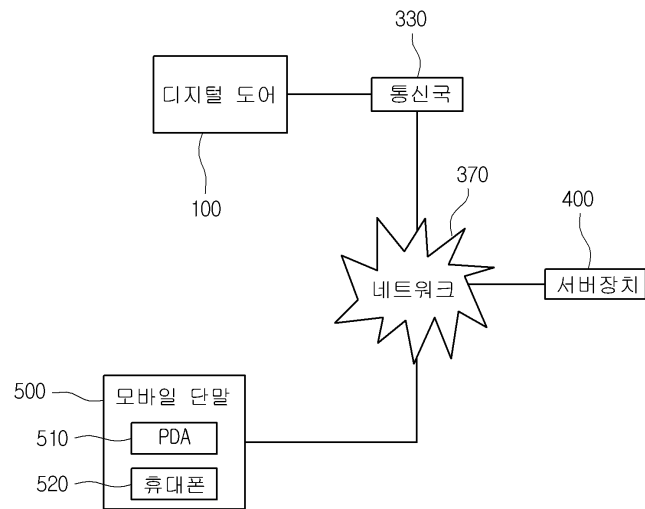 330
디지털 도어
통신국
100
370
400
네트워크
서버장치
500
모바일 단말
510
PDA
520
휴대폰